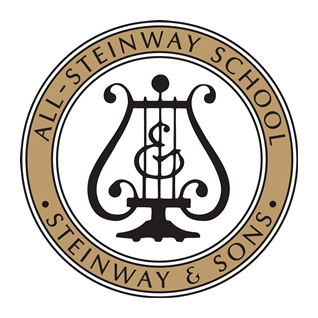 ALL-STEINWAY SCHOOL
&
• STEINWAY & SONS •